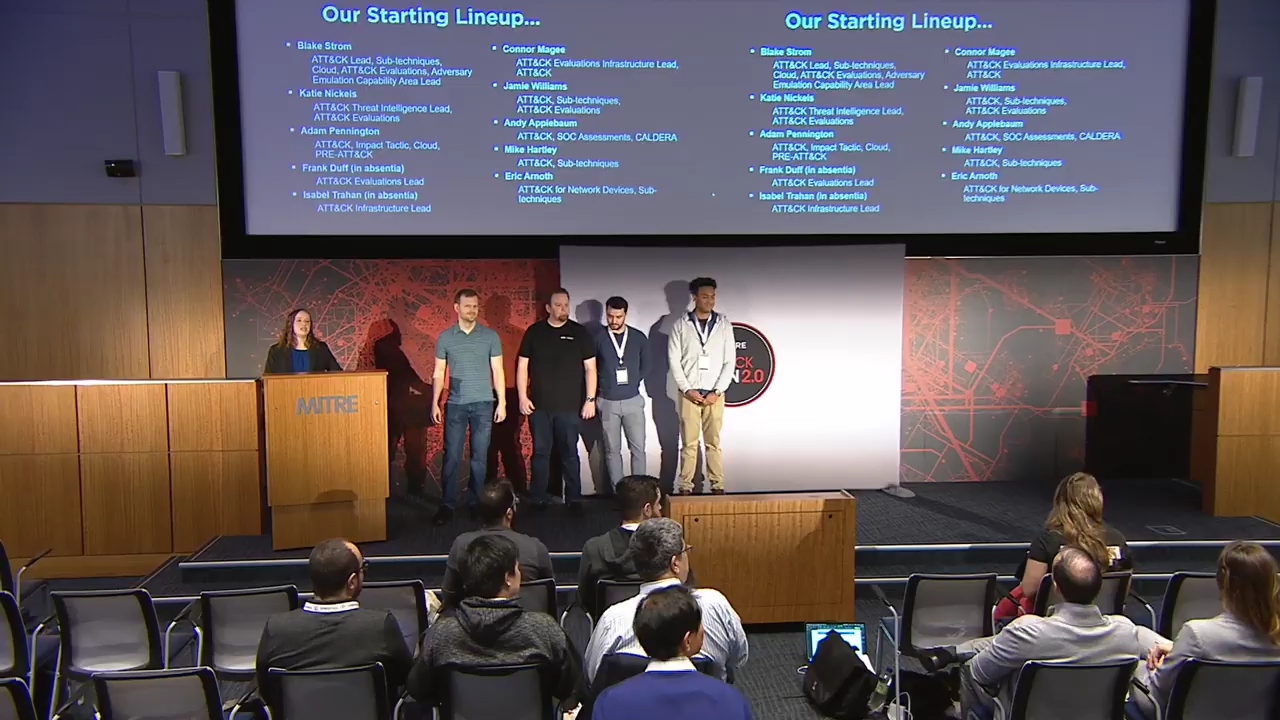 Our Starting Lineup...
Blake Strom
ATT&CK Lead, Sub-techniques,
Cloud, ATT&CK Evaluations, Adversary
Emulation Capability Area Lead
Katie Nickels
ATT&CK Threat Intelligence Lead,
ATT&CK Evaluations
Adam Pennington
ATT&CK, Impact Tactic, Cloud,
PRE-ATT&CK
Frank Duff (in absentia)
ATT&CK Evaluations Lead
Isabel Trahan (in absentia)
ATT&CK Infrastructure Lead
Connor Magee
ATT&CK Evaluations Infrastructure Lead,
ATT&CK
Jamie Williams
ATT&CK, Sub-techniques,
ATT&CK Evaluations
Andy Applebaum
ATT&CK, SOC Assessments, CALDERA
Mike Hartley
ATT&CK, Sub-techniques
Eric Arnoth
ATT&CK for Network Devices, Sub-
techniques
Our Starting Lineup...
Blake Strom
ATT&CK Lead, Sub-techniques,
Cloud, ATT&CK Evaluations, Adversary
Emulation Capability Area Lead
Katie Nickels
ATT&CK Threat Intelligence Lead,
ATT&CK Evaluations
Adam Pennington
ATT&CK, Impact Tactic, Cloud,
PRE-ATT&CK
Frank Duff (in absentia)
ATT&CK Evaluations Lead
Isabel Trahan (in absentia)
ATT&CK Infrastructure Lead
Connor Magee
ATT&CK Evaluations Infrastructure Lead,
ATT&CK
Jamie Williams
ATT&CK, Sub-techniques,
ATT&CK Evaluations
Andy Applebaum
ATT&CK, SOC Assessments, CALDERA
Mike Hartley
ATT&CK, Sub-techniques
Eric Arnoth
ATT&CK for Network Devices, Sub-
techniques
MITRE
RE
CK
N 2.0